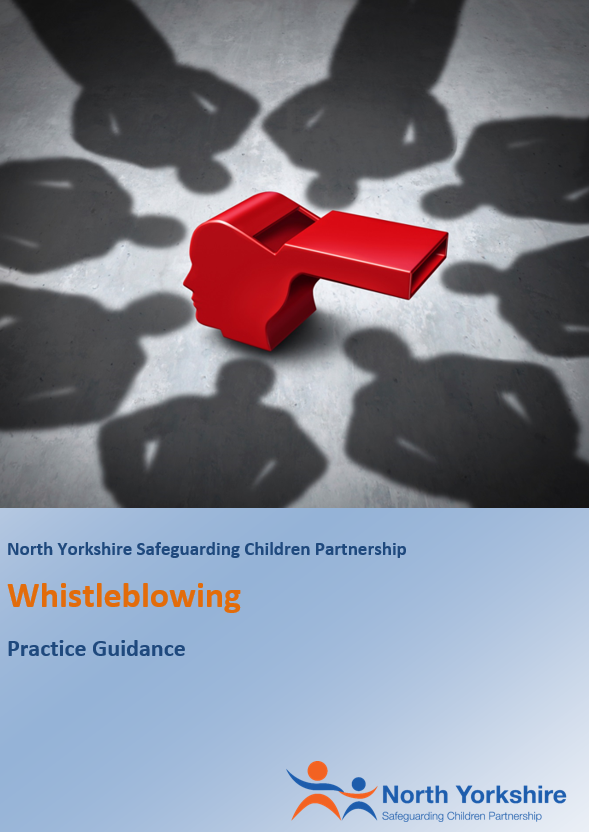 North Yorkshire Safeguarding Children Partnership
Whistleblowing
Practice Guidance
North Yorkshire
Safeguarding Children Partnership